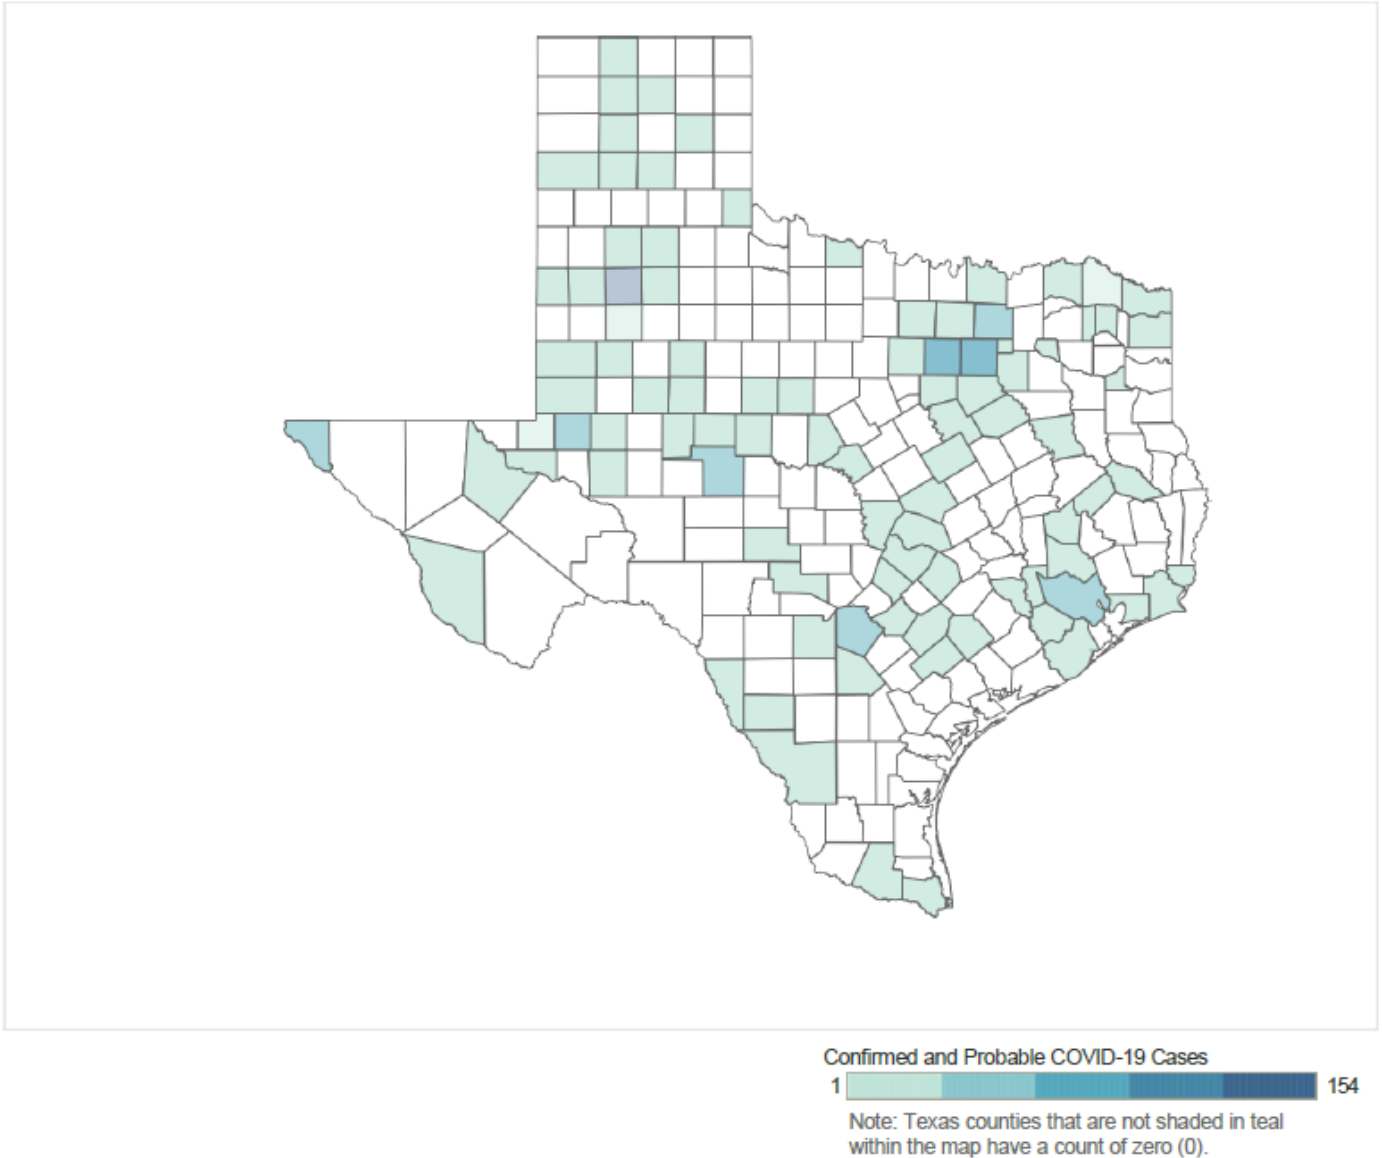 Confirmed and Probable COVID-19 Cases
1 154
Note: Texas counties that are not shaded in teal
within the map have a count of zero (0).